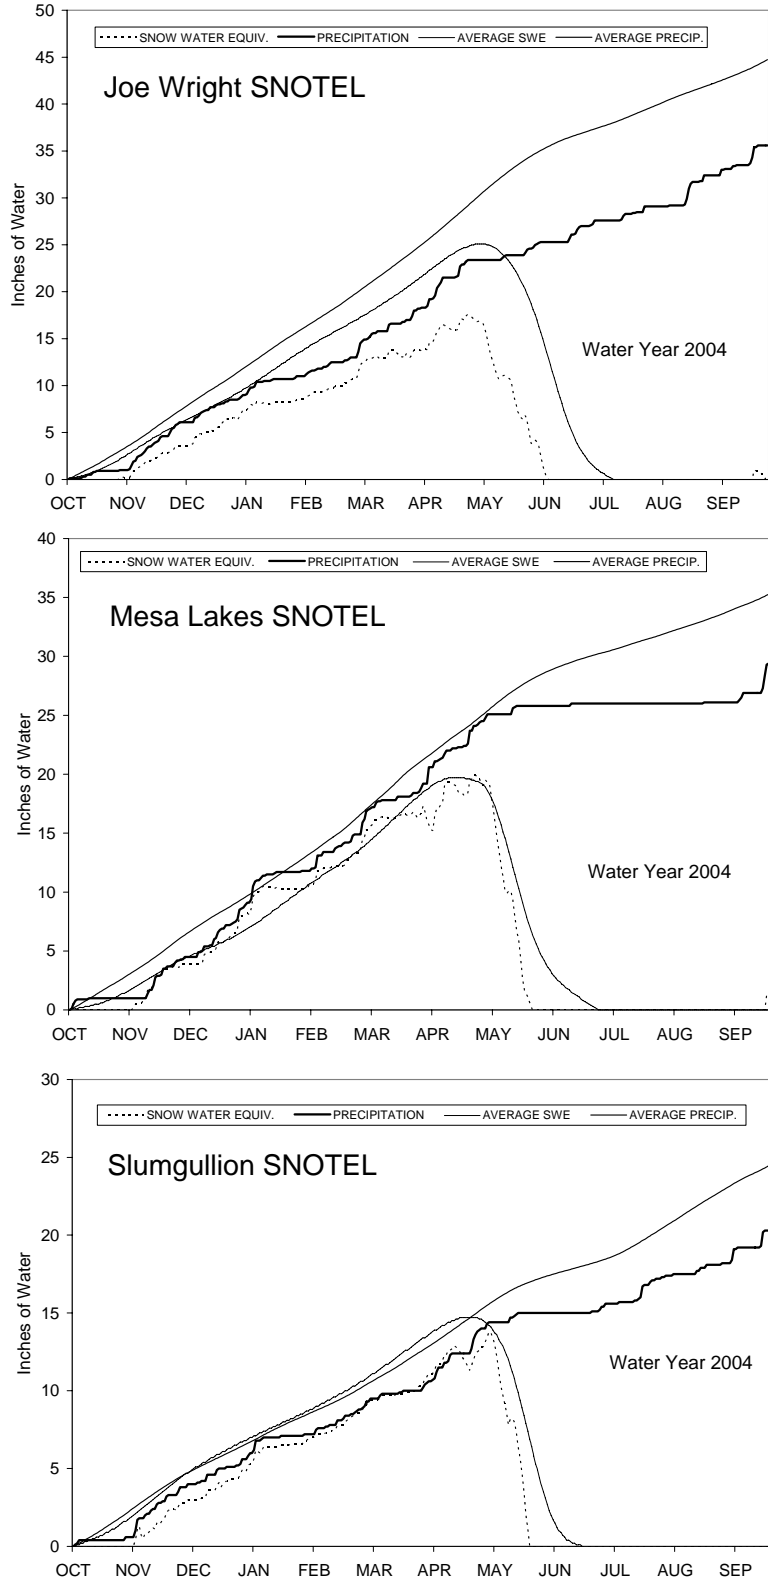 50
45
40
35
30
25
20
15
10
5
0
Inches of Water
SNOW WATER EQUIV. PRECIPITATION AVERAGE SWE AVERAGE PRECIP.
Joe Wright SNOTEL
Water Year 2004
OCT NOV DEC JAN FEB MAR APR MAY JUN JUL AUG SEP
40
35
30
25
20
15
10
5
0
Inches of Water
SNOW WATER EQUIV. PRECIPITATION AVERAGE SWE AVERAGE PRECIP.
Mesa Lakes SNOTEL
Water Year 2004
OCT NOV DEC JAN FEB MAR APR MAY JUN JUL AUG SEP
30
25
20
15
10
5
0
Inches of Water
SNOW WATER EQUIV. PRECIPITATION AVERAGE SWE AVERAGE PRECIP.
Slumgullion SNOTEL
Water Year 2004
OCT NOV DEC JAN FEB MAR APR MAY JUN JUL AUG SEP